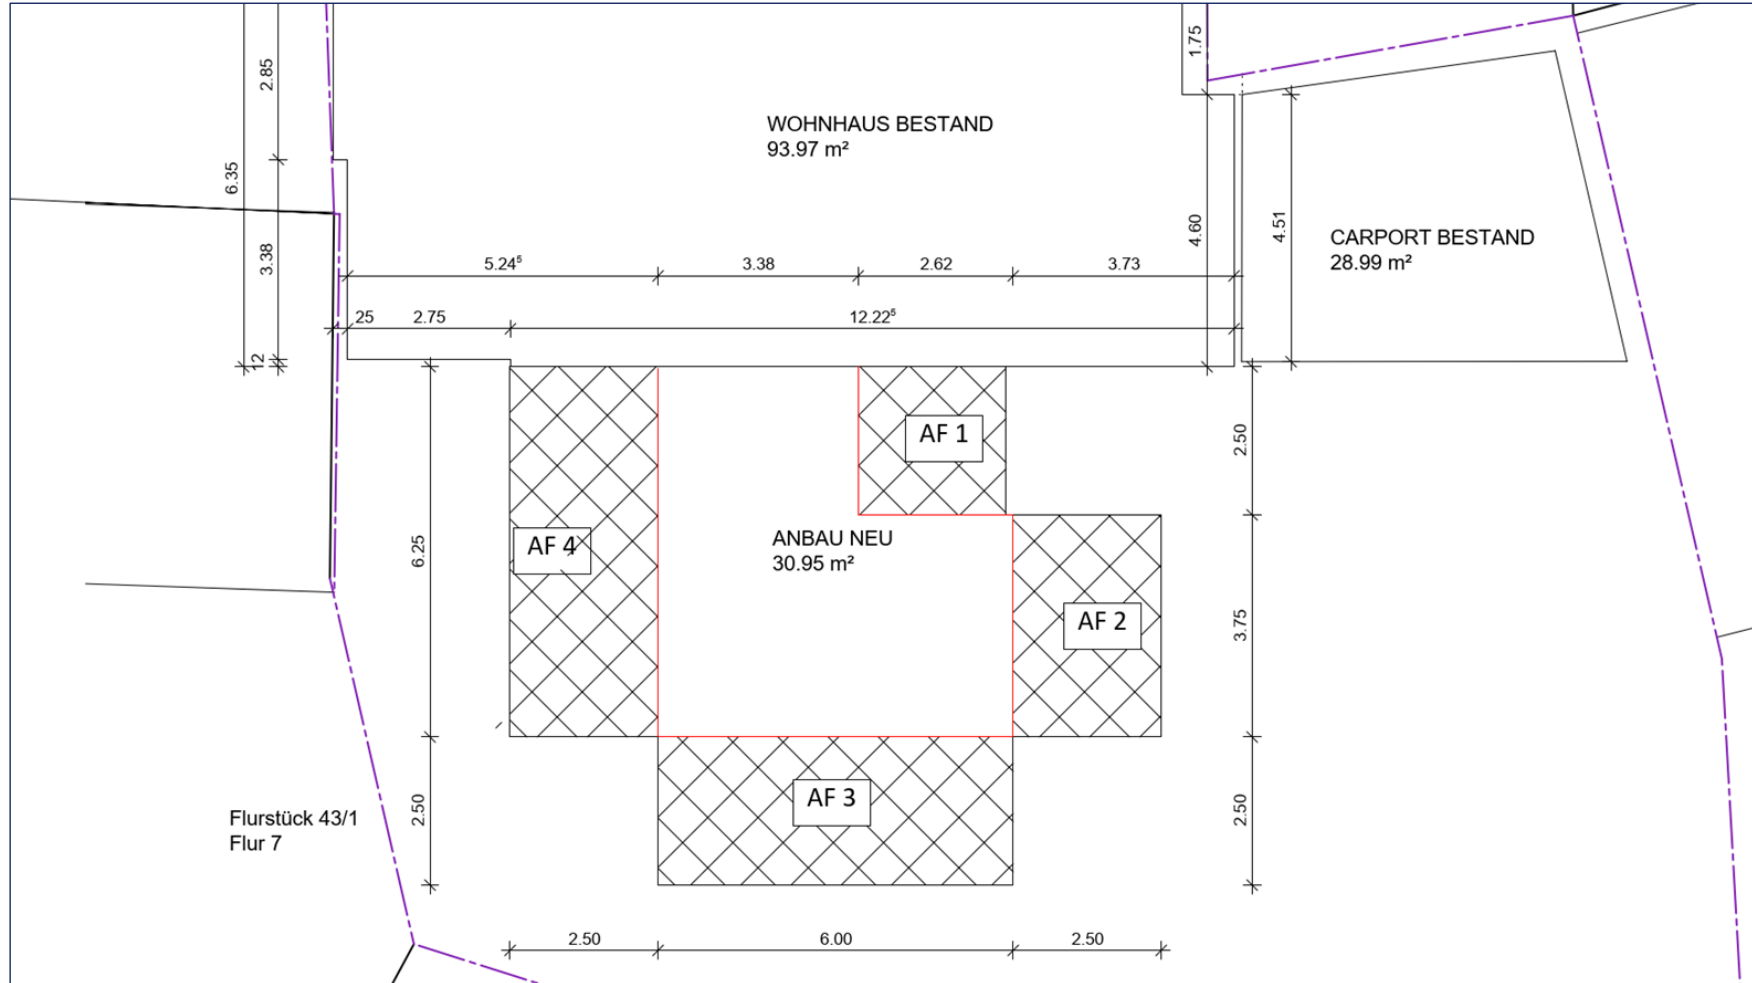 1.75
2.85
WOHNHAUS BESTAND
93.97 m²
6.35
4.60
4.51
CARPORT BESTAND
28.99 m²
3.38
5.24⁵
3.38
2.62
3.73
25
2.75
12.22⁵
12
AF 1
2.50
6.25
AF 4
ANBAU NEU
30.95 m²
AF 2
3.75
AF 3
2.50
2.50
Flurstück 43/1
Flur 7
2.50
6.00
2.50